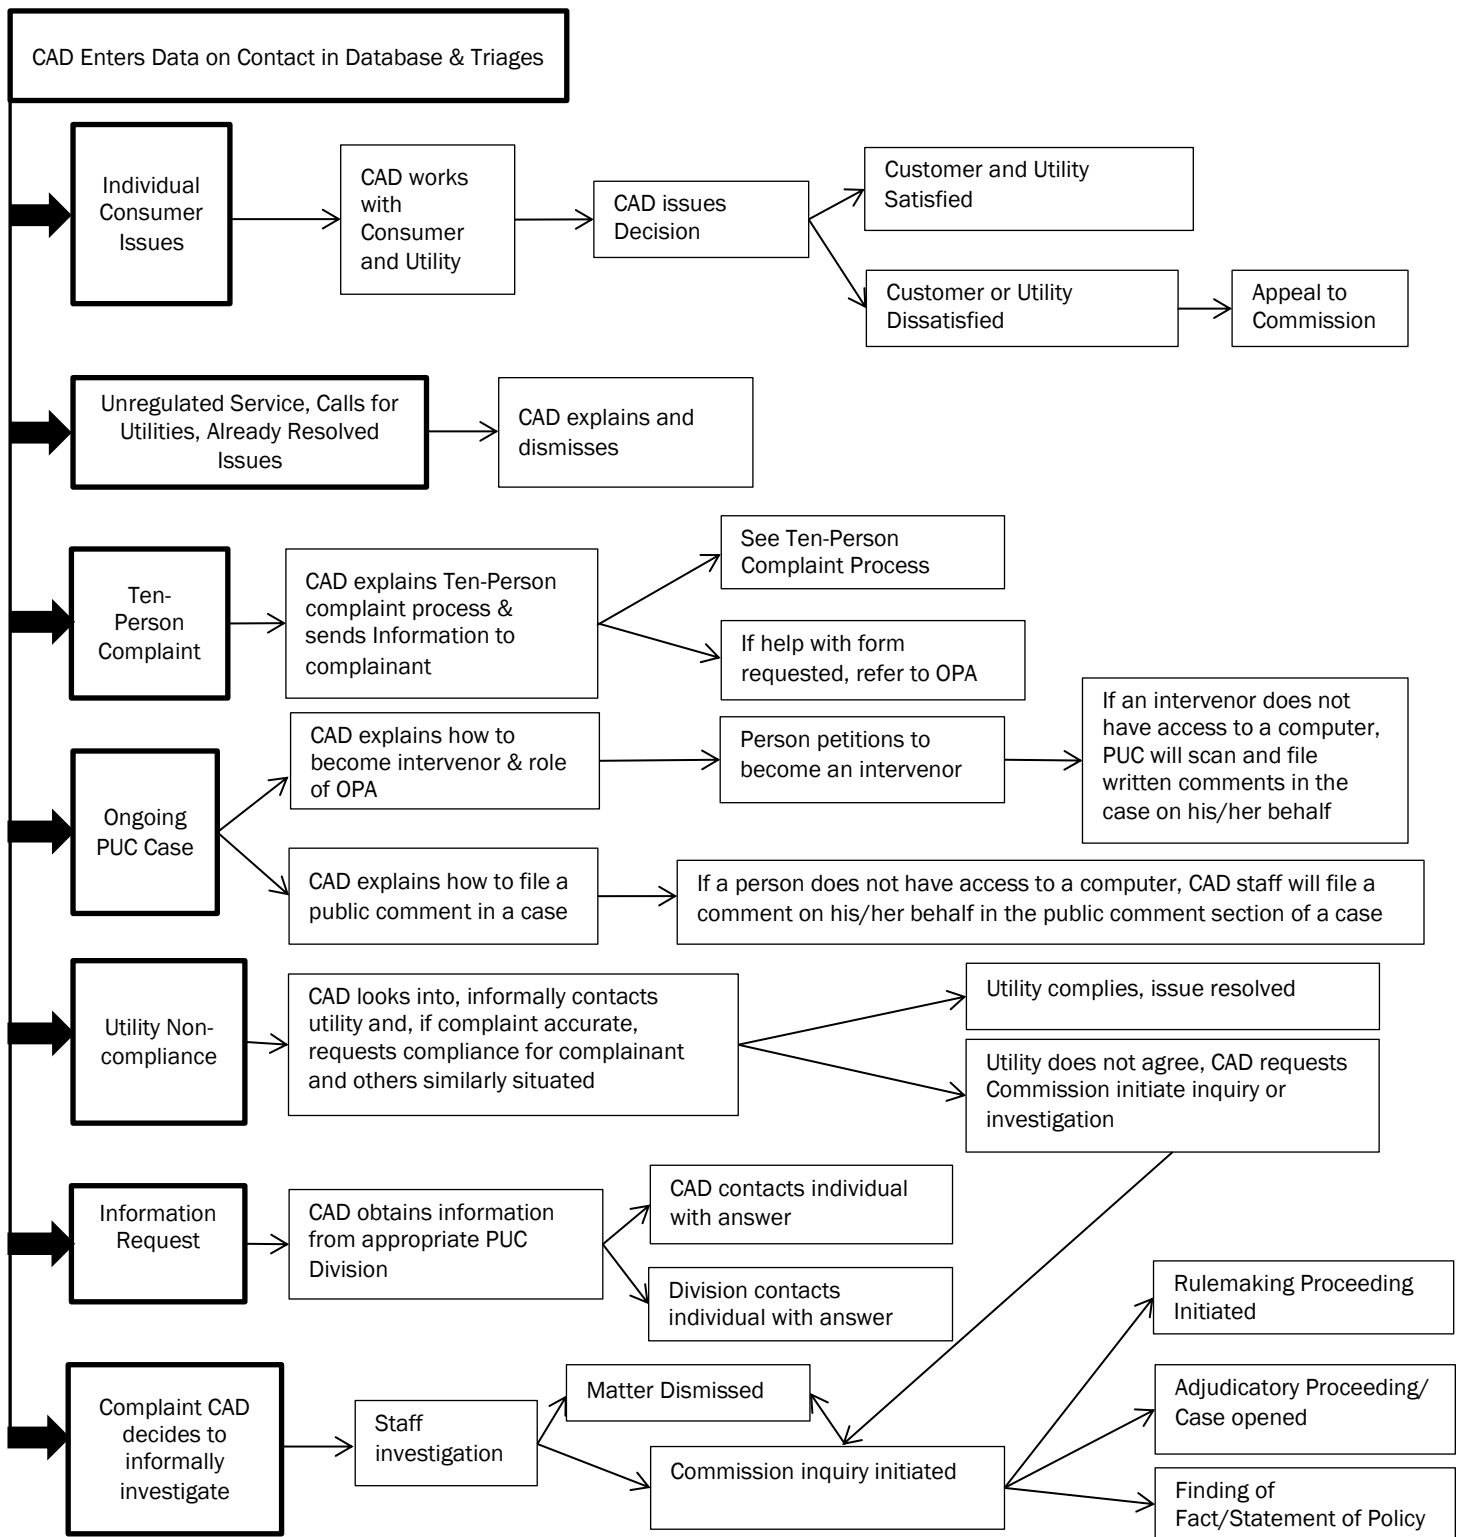 CAD Enters Data on Contact in Database & Triages
Individual
Consumer
Issues
CAD works
with
Consumer
and Utility
CAD issues
Decision
Customer and Utility
Satisfied
Customer or Utility
Dissatisfied
Appeal to
Commission
Unregulated Service, Calls for
Utilities, Already Resolved
Issues
CAD explains and
dismisses
Ten-
Person
Complaint
CAD explains Ten-Person
complaint process &
sends Information to
complainant
See Ten-Person
Complaint Process
If help with form
requested, refer to OPA
Ongoing
PUC Case
CAD explains how to
become intervenor & role
of OPA
Person petitions to
become an intervenor
If an intervenor does not
have access to a computer,
PUC will scan and file
written comments in the
case on his/her behalf
CAD explains how to file a
public comment in a case
If a person does not have access to a computer, CAD staff will file a
comment on his/her behalf in the public comment section of a case
Utility Non-
compliance
CAD looks into, informally contacts
utility and, if complaint accurate,
requests compliance for complainant
and others similarly situated
Utility complies, issue resolved
Utility does not agree, CAD requests
Commission initiate inquiry or
investigation
Information
Request
CAD obtains information
from appropriate PUC
Division
CAD contacts individual
with answer
Division contacts
individual with answer
Complaint CAD
decides to
informally
investigate
Staff
investigation
Matter Dismissed
Commission inquiry initiated
Rulemaking Proceeding
Initiated
Adjudicatory Proceeding/
Case opened
Finding of
Fact/Statement of Policy